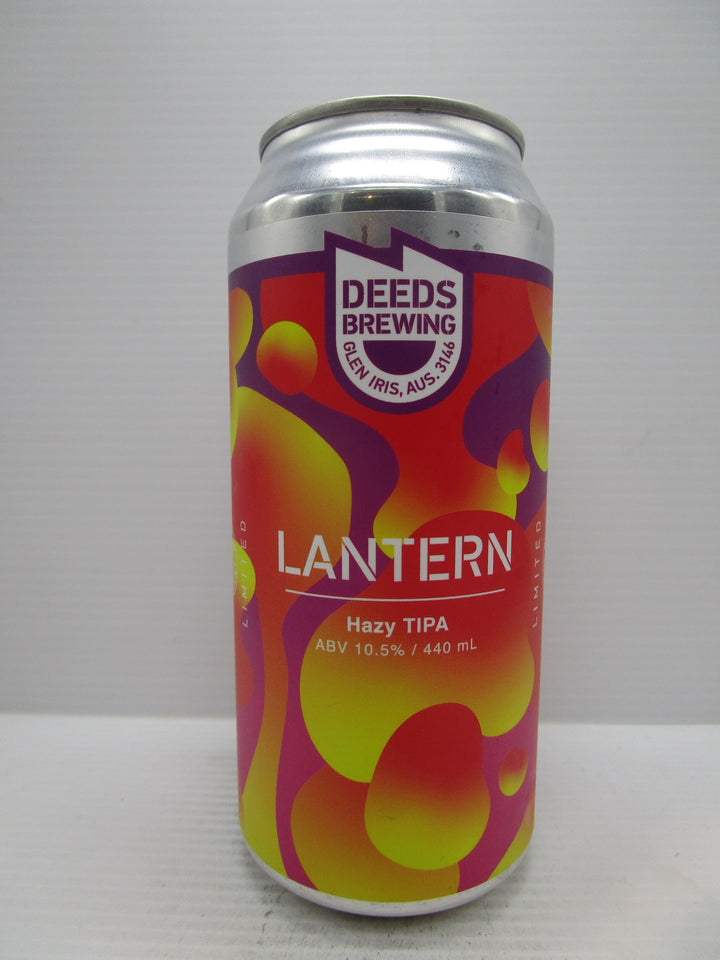 DEEDS
BREWING
GLEN IRIS, AUS. 3146
LANTERN
Hazy TIPA
ABV 10.5% / 440 mL
LIMITED
LIMITED